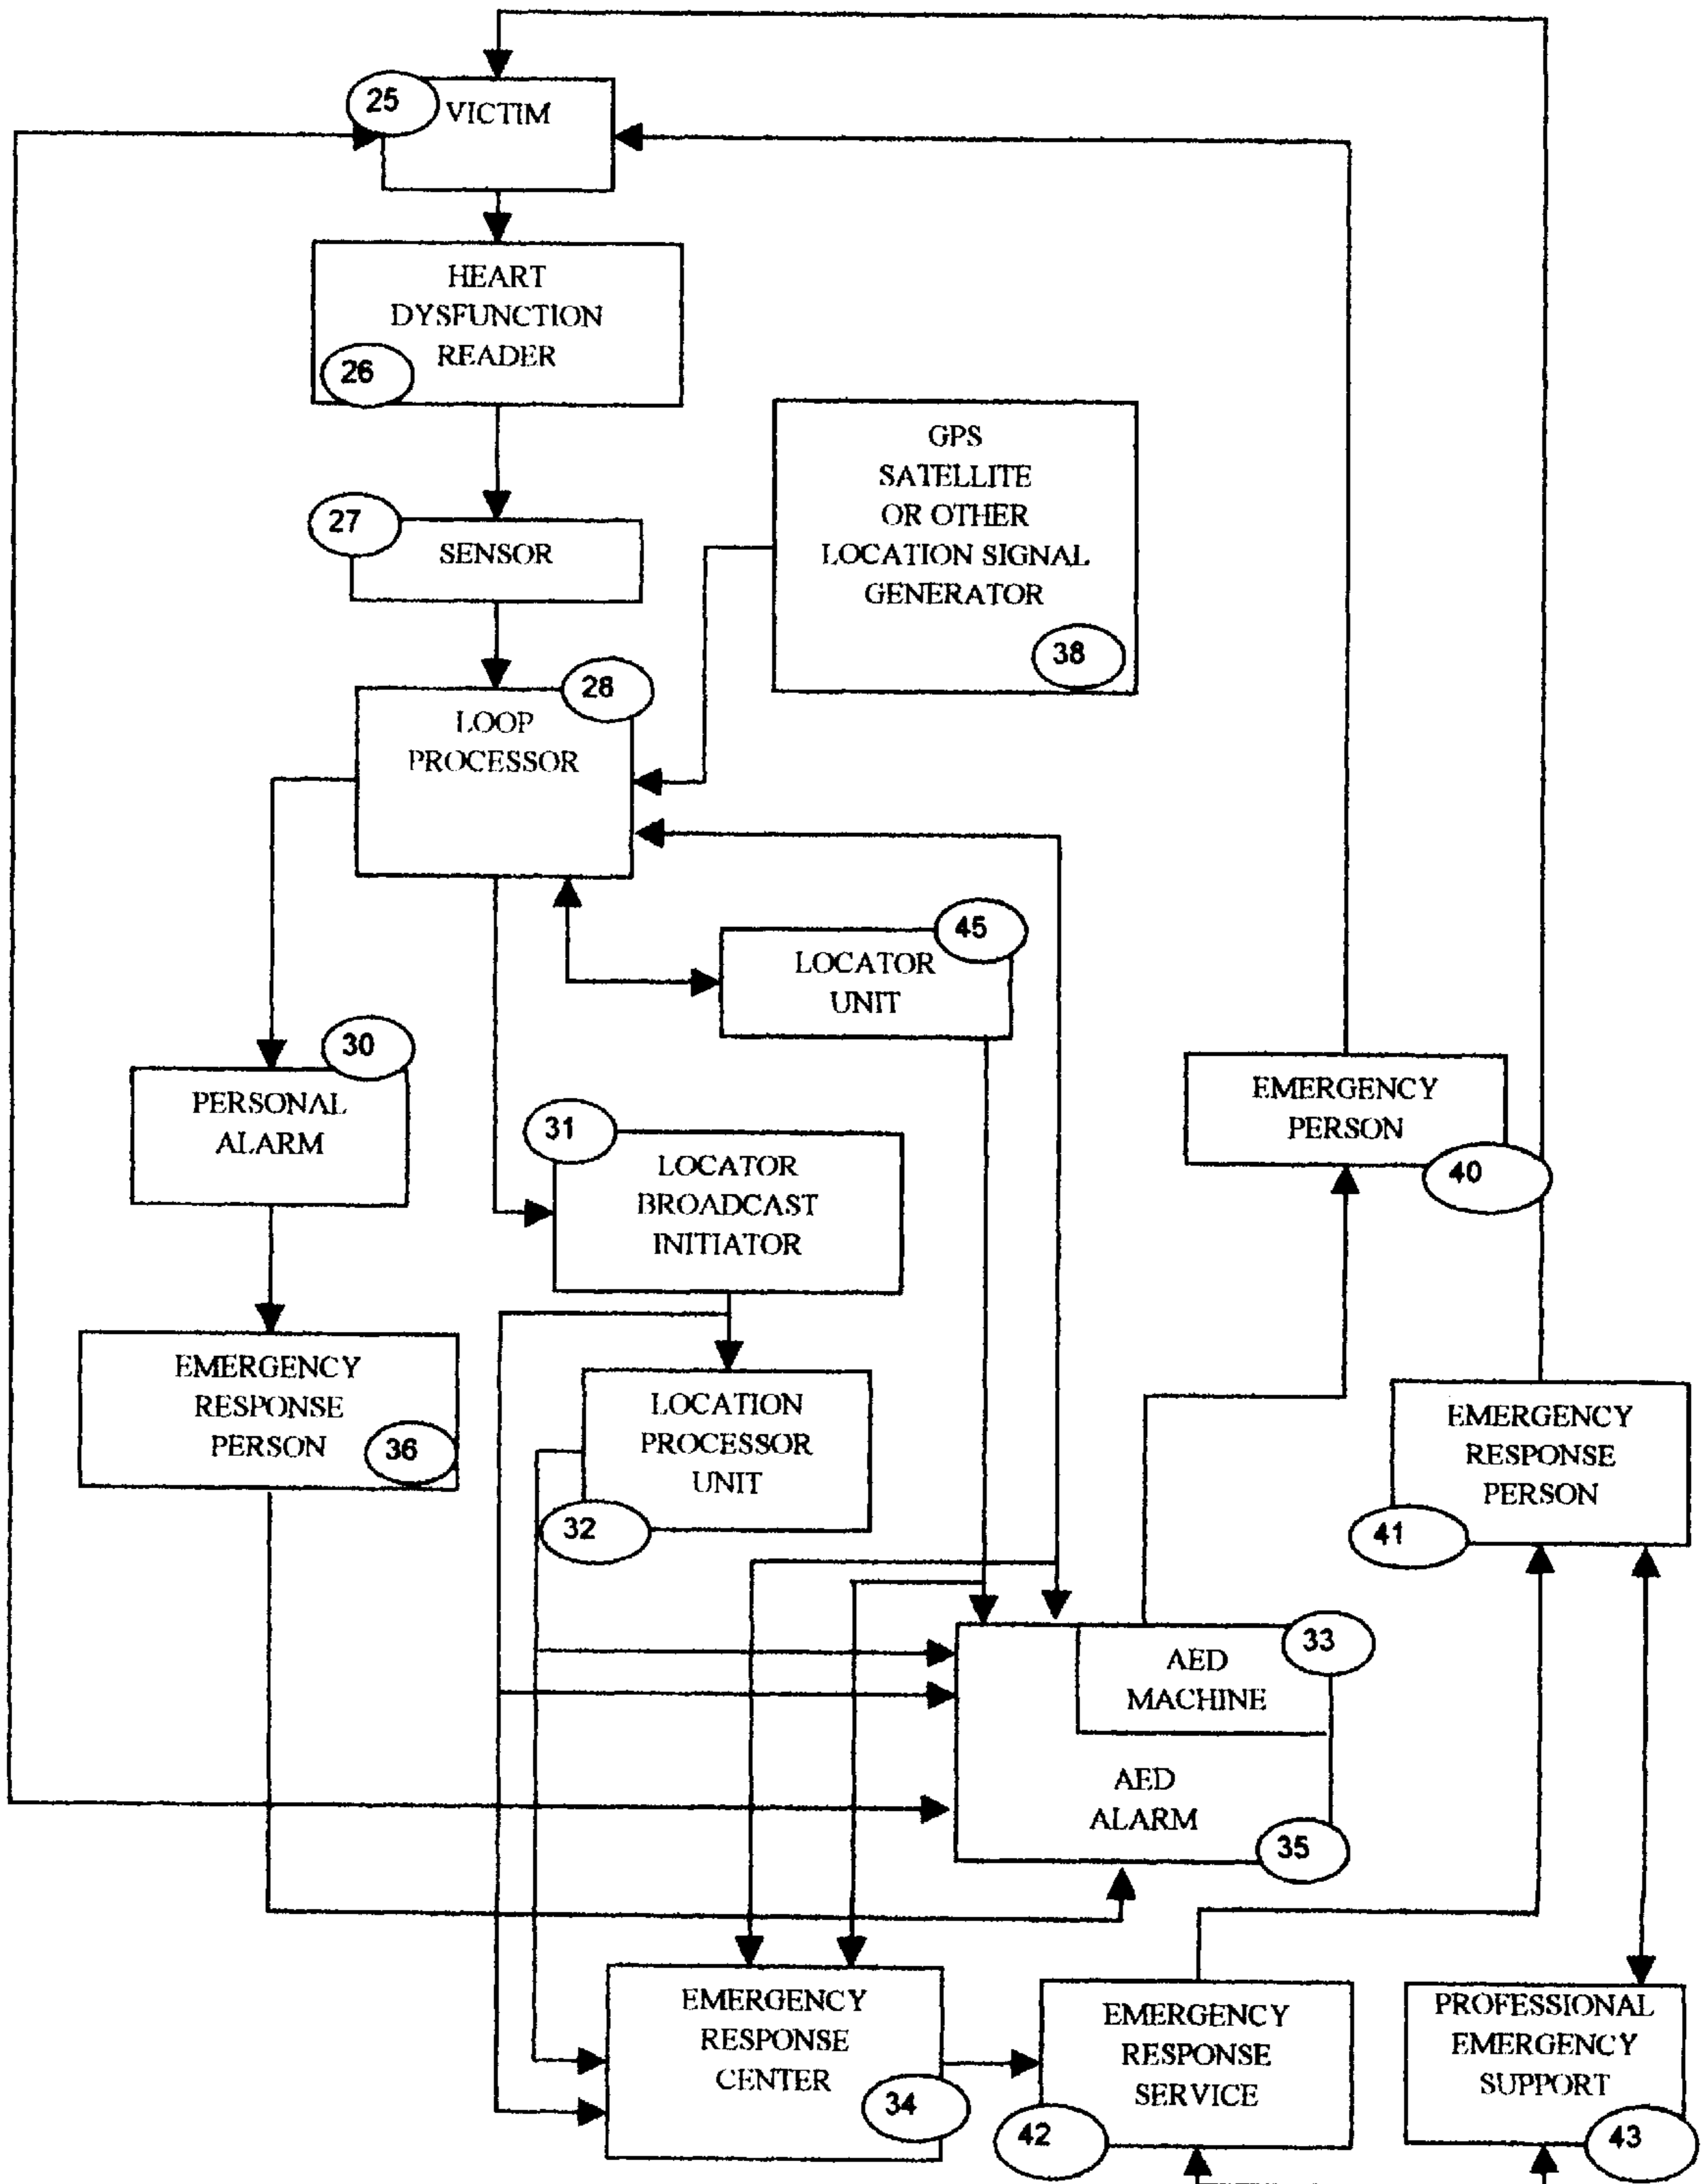 25
VICTIM
HEART
DYSFUNCTION
READER
26
GPS
SATELLITE
OR OTHER
LOCATION SIGNAL
GENERATOR
38
27
SENSOR
28
LOOP
PROCESSOR
45
LOCATOR
UNIT
30
PERSONAL
ALARM
EMERGENCY
PERSON
40
31
LOCATOR
BROADCAST
INITIATOR
EMERGENCY
RESPONSE
PERSON
36
LOCATION
PROCESSOR
UNIT
32
EMERGENCY
RESPONSE
PERSON
41
33
AED
MACHINE
AED
ALARM
35
EMERGENCY
RESPONSE
CENTER
34
EMERGENCY
RESPONSE
SERVICE
42
PROFESSIONAL
EMERGENCY
SUPPORT
43